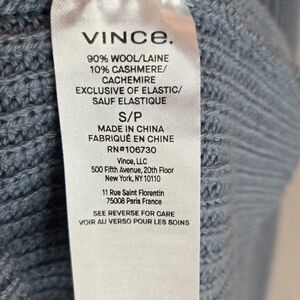 VINCE.
90% WOOL/LAINE
10% CASHMERE/
CACHEMIRE
EXCLUSIVE OF ELASTIC/
SAUF ELASTIQUE
S/P
MADE IN CHINA
FABRIQUÉ EN CHINE
RN#106730
Vince, LLC
500 Fifth Avenue, 20th Floor
New York, NY 10110
11 Rue Saint Florentin
75008 Paris France
SEE REVERSE FOR CARE
VOIR AU VERSO POUR LES SOINS